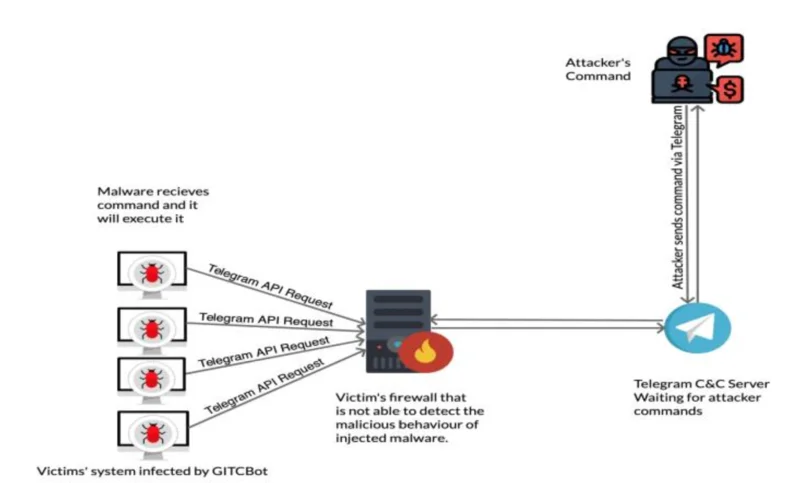 Attacker's
Command
Attacker sends command via Telegram
Malware recieves
command and it
will execute it
Telegram API Request
Telegram API Request
Telegram API Request
Telegram API Request
Victim's firewall that
is not able to detect the
malicious behaviour of
injected malware.
Telegram C&C Server
Waiting for attacker
commands
Victims' system infected by GITCBot
$